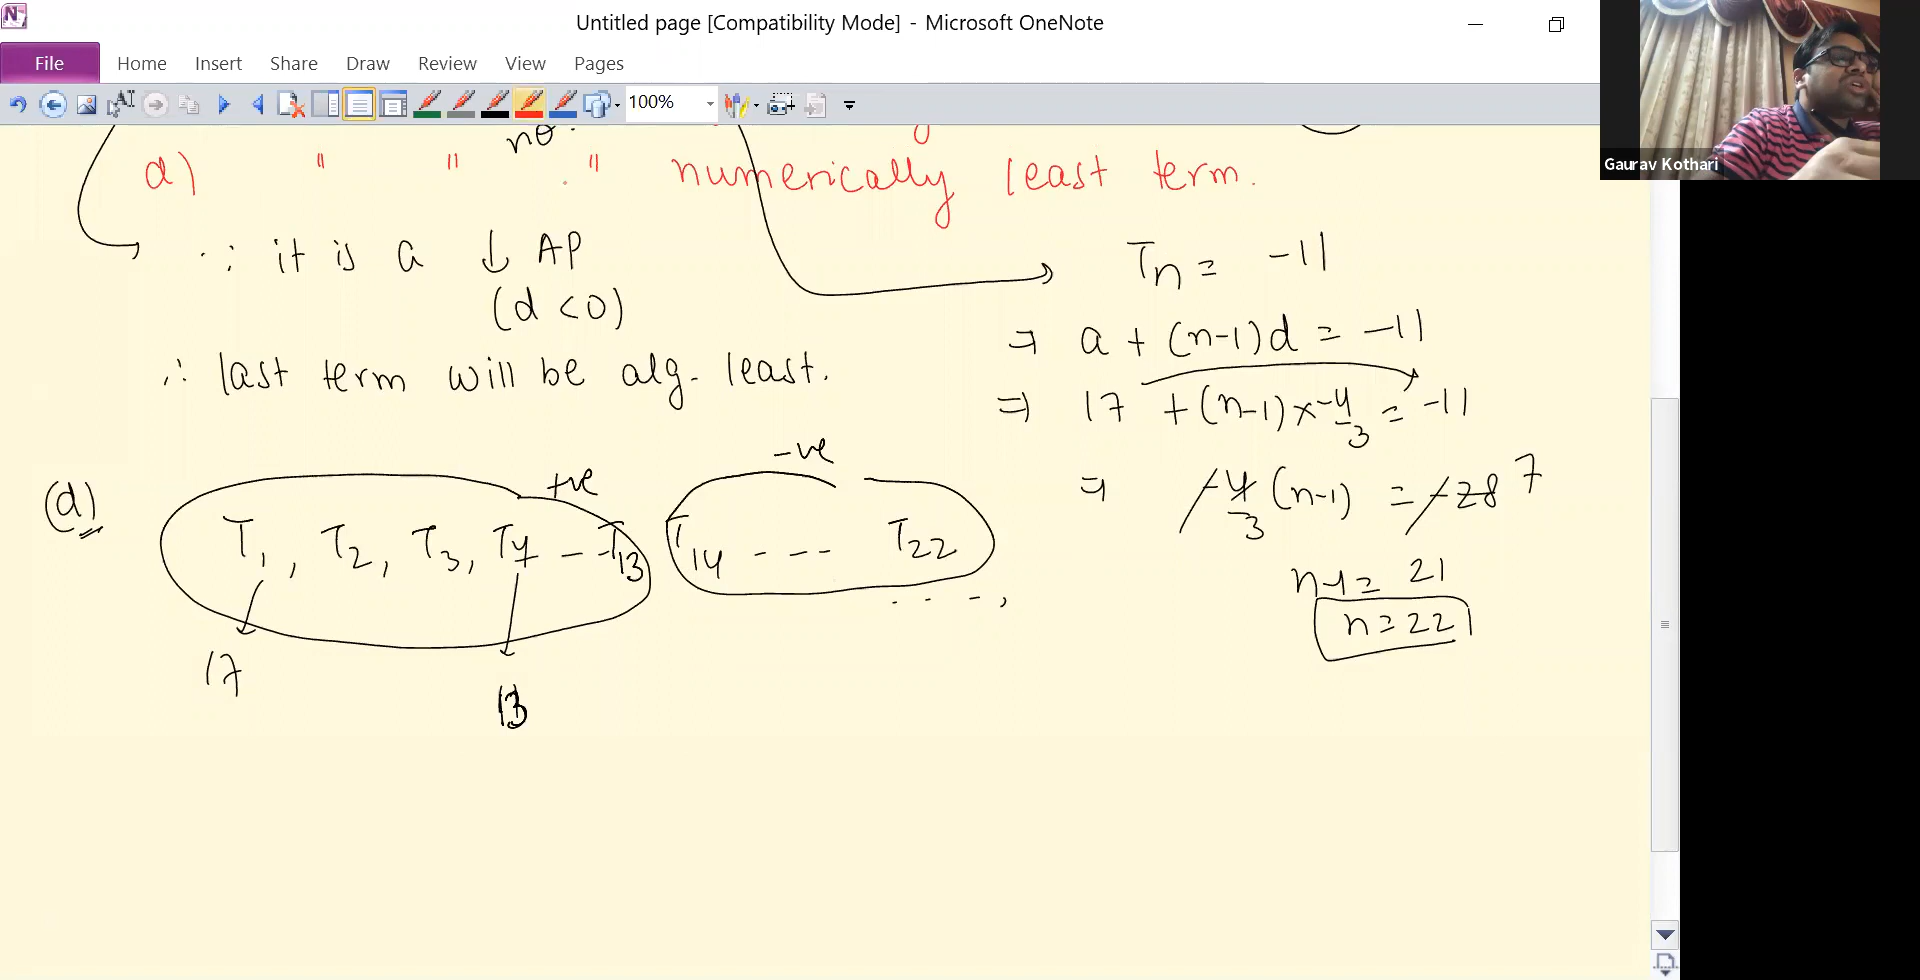 Untitled page [Compatibility Mode] - Microsoft OneNote
File Home Insert Share Draw Review View Pages
100%
Gaurav Kothari
no.
d) " " " numerically least term.
∵ it is a ↓ AP
(d < 0)
∴ last term will be alg. least.
Tn = -11
⇒ a + (n-1)d = -11
⇒ 17 + (n-1) × -4/3 = -11
⇒ -4/3 (n-1) = -28 7
n-1 = 21
n = 22
(d)
+ve
-ve
T1, T2, T3, T4 - - T13 T14 - - - T22
17
13